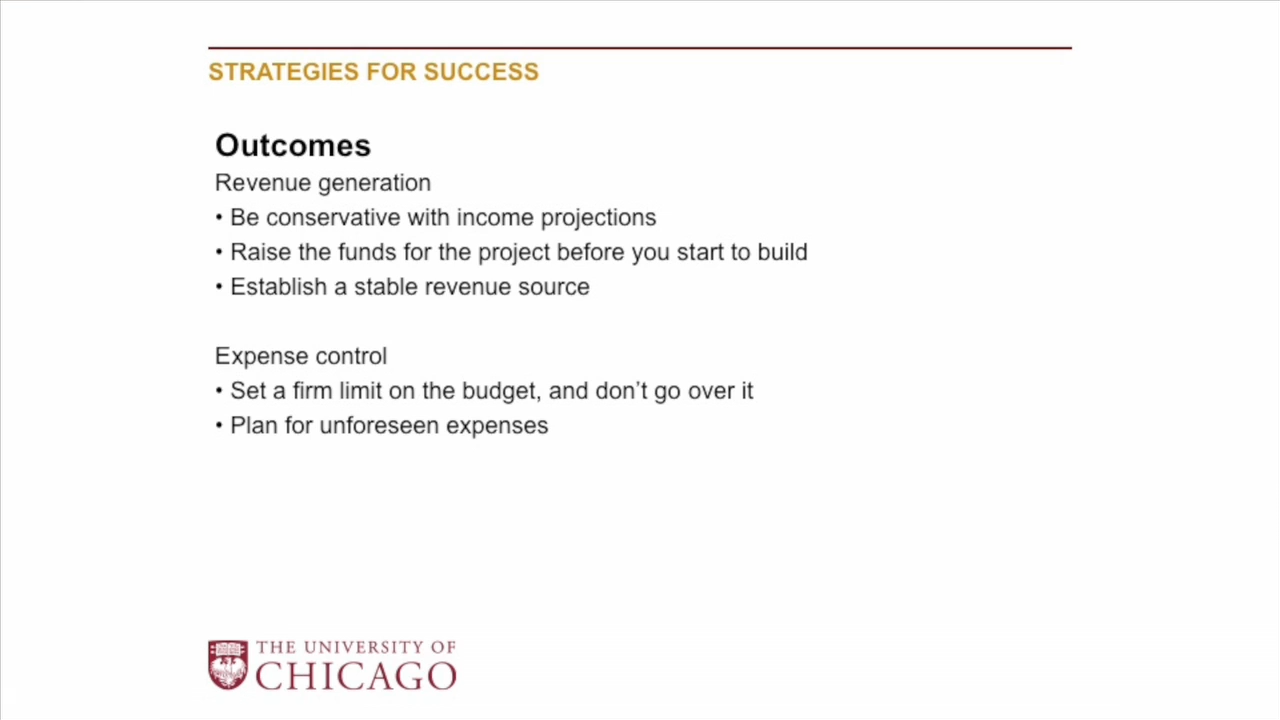 STRATEGIES FOR SUCCESS
Outcomes
Revenue generation
• Be conservative with income projections
• Raise the funds for the project before you start to build
• Establish a stable revenue source
Expense control
• Set a firm limit on the budget, and don’t go over it
• Plan for unforeseen expenses
THE UNIVERSITY OF
CHICAGO